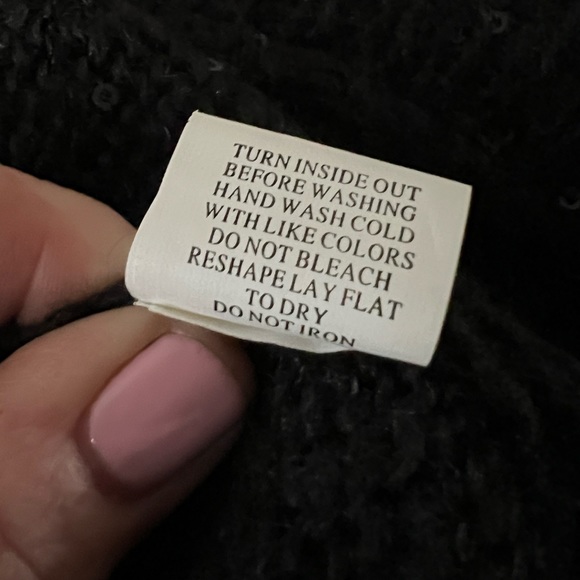 TURN INSIDE OUT
BEFORE WASHING
HAND WASH COLD
WITH LIKE COLORS
DO NOT BLEACH
RESHAPE LAY FLAT
TO DRY
DO NOT IRON